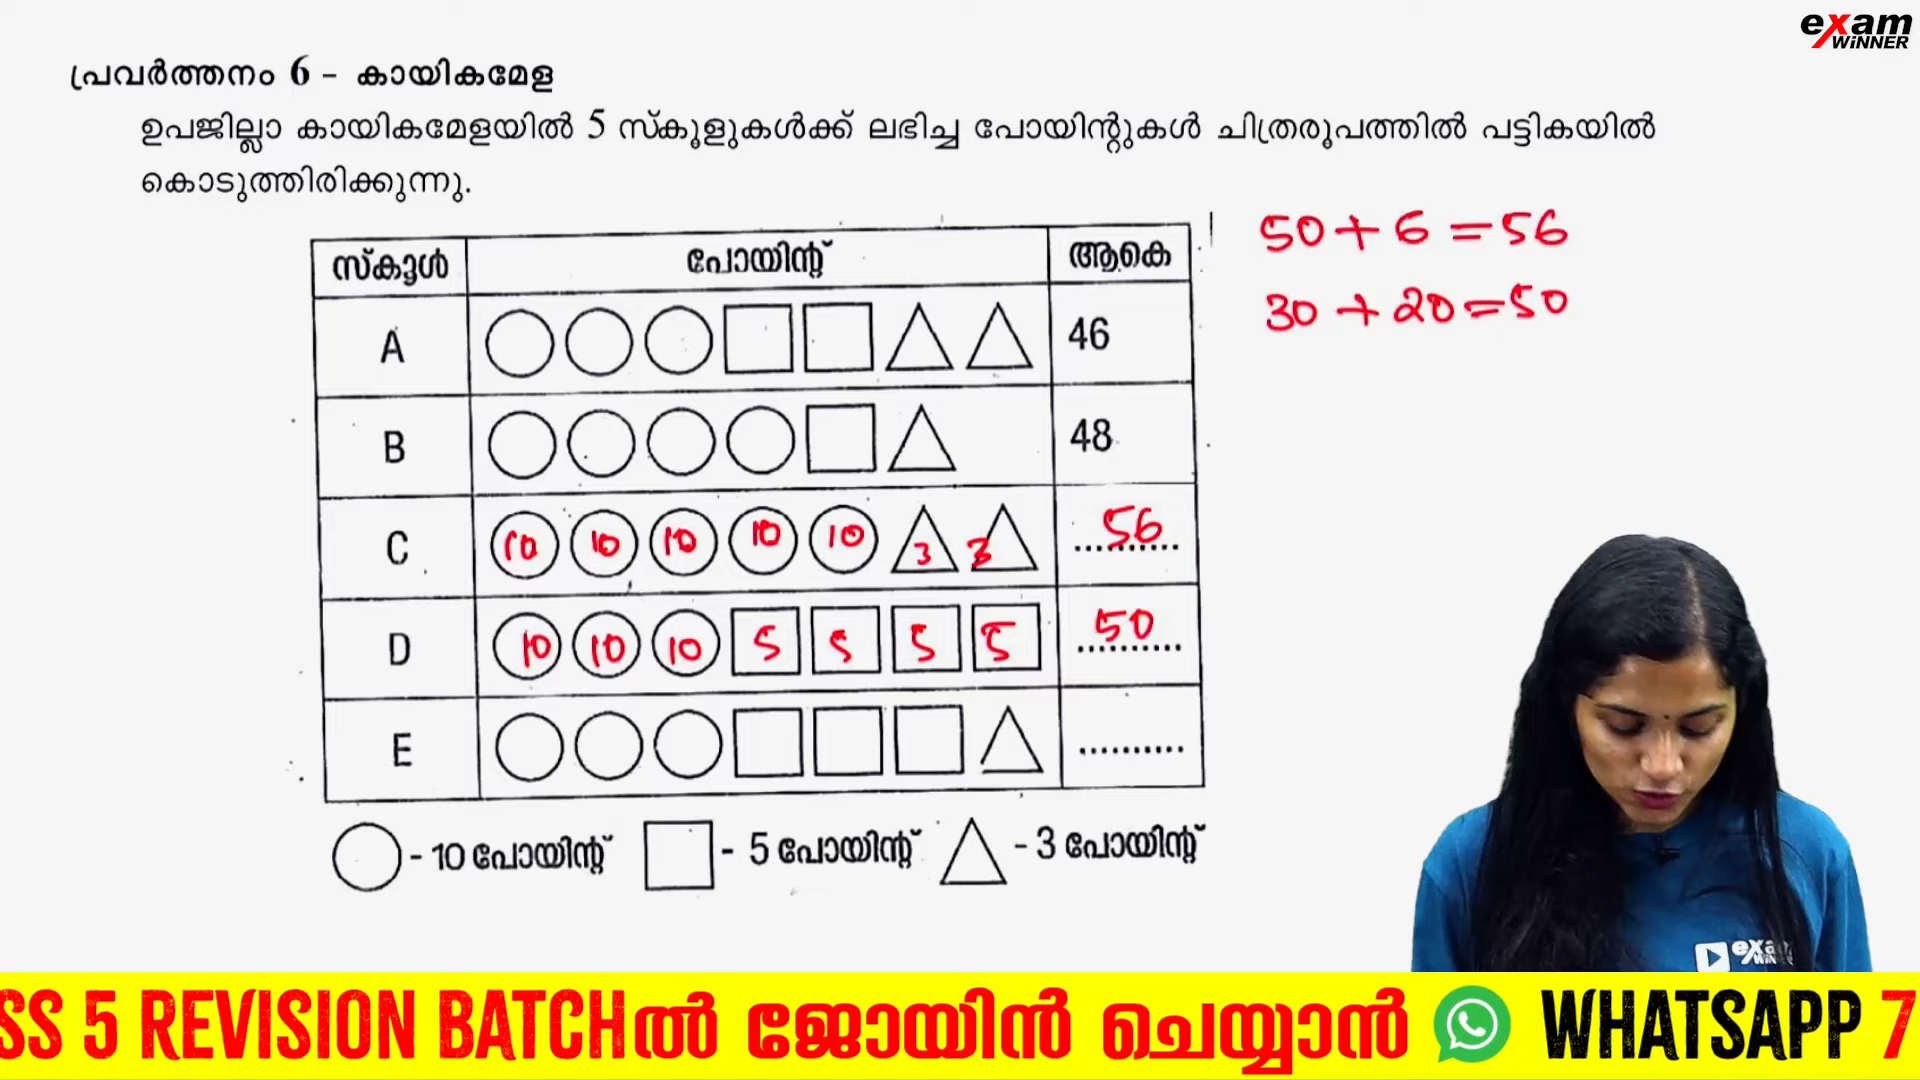 exam
WiNNER
പ്രവർത്തനം 6 - കായികമേള
ഉപജില്ലാ കായികമേളയിൽ 5 സ്കൂളുകൾക്ക് ലഭിച്ച പോയിന്റുകൾ ചിത്രരൂപത്തിൽ പട്ടികയിൽ
കൊടുത്തിരിക്കുന്നു.
50 + 6 = 56
30 + 20 = 50
സ്കൂൾ പോയിന്റ് ആകെ
A 46
B 48
C 10 10 10 10 10 3 3 56
D 10 10 10 5 5 5 5 50
E ..........
- 10 പോയിന്റ് - 5 പോയിന്റ് - 3 പോയിന്റ്
exa
WiN
SS 5 REVISION BATCHൽ ജോയിൻ ചെയ്യാൻ WHATSAPP 7